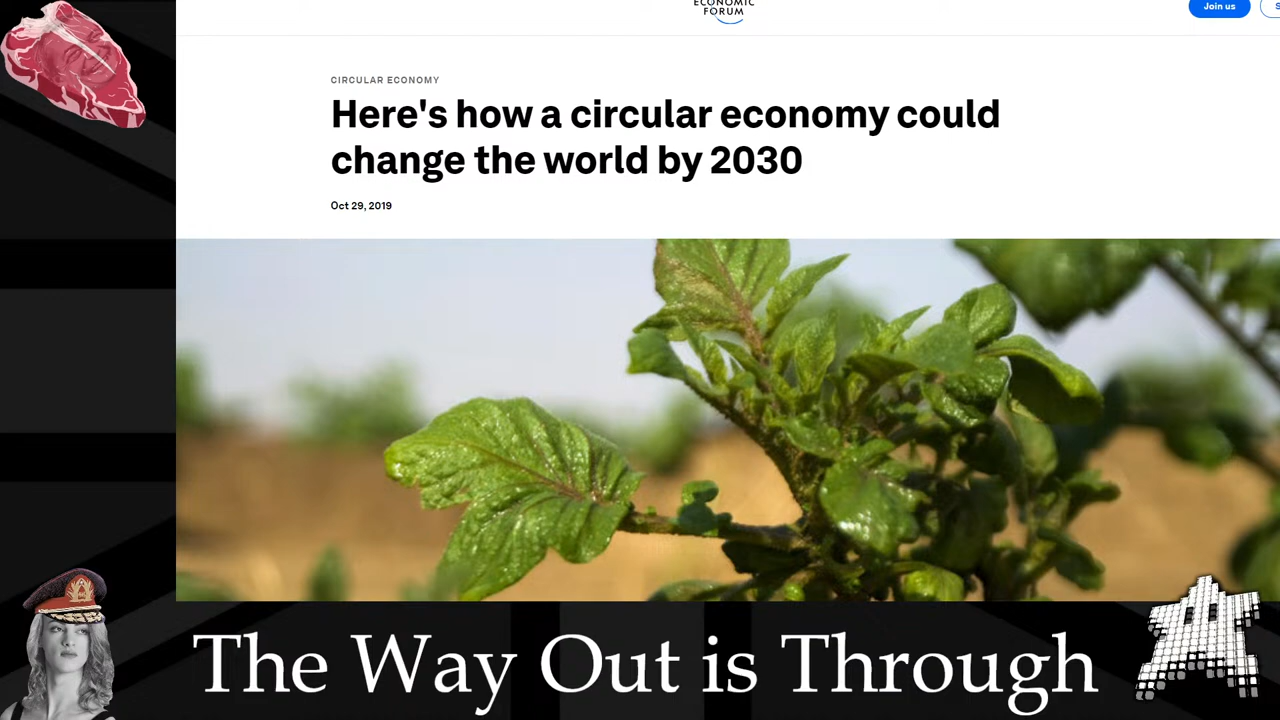 ECONOMIC
FORUM
Join us
CIRCULAR ECONOMY
Here's how a circular economy could
change the world by 2030
Oct 29, 2019
The Way Out is Through